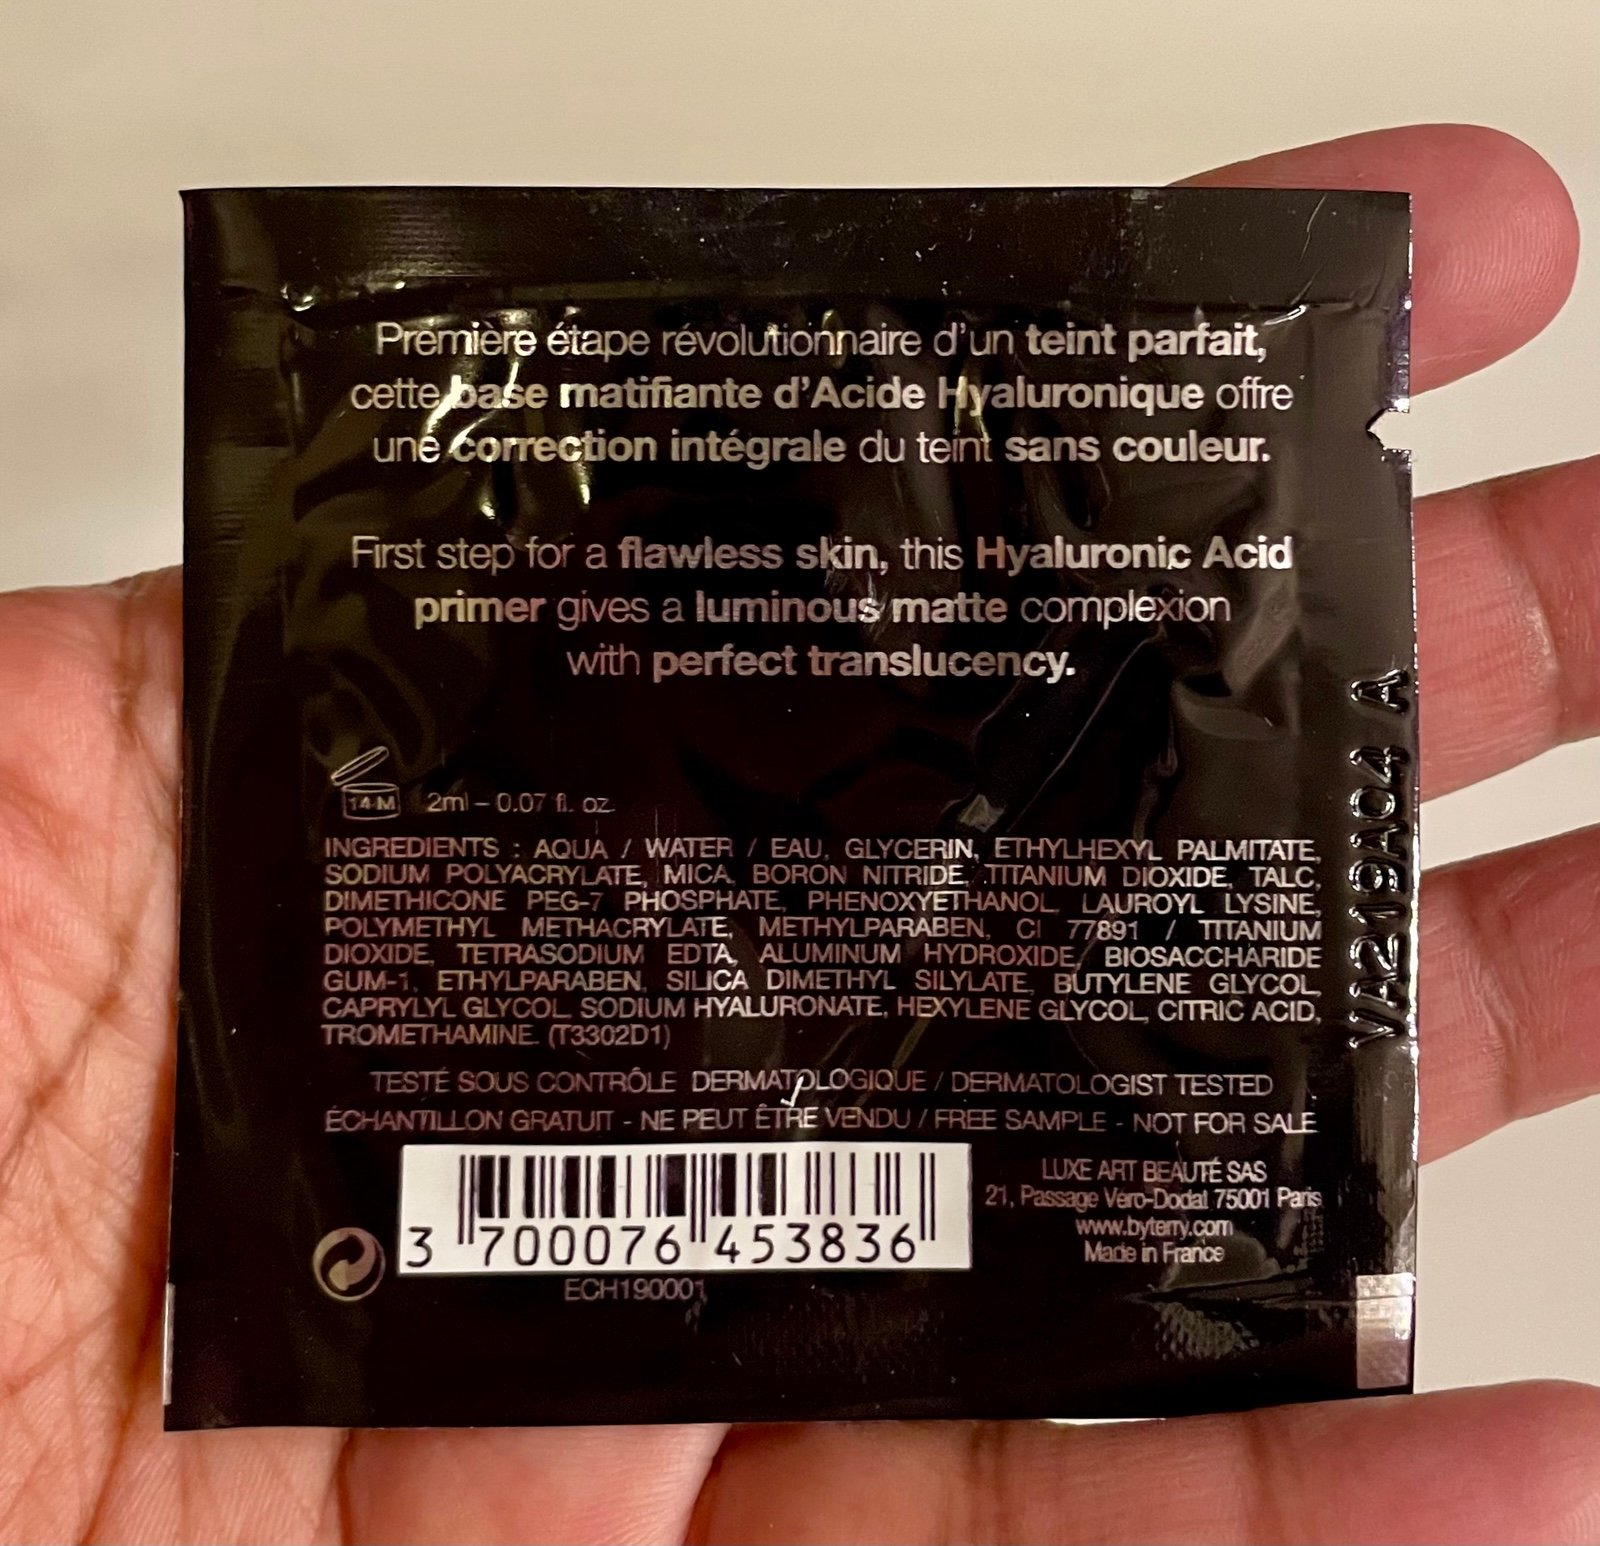 Première étape révolutionnaire d'un teint parfait,
cette base matifiante d'Acide Hyaluronique offre
une correction intégrale du teint sans couleur.
First step for a flawless skin, this Hyaluronic Acid
primer gives a luminous matte complexion
with perfect translucency.
14 M 2ml – 0.07 fl. oz.
INGREDIENTS : AQUA / WATER / EAU, GLYCERIN, ETHYLHEXYL PALMITATE,
SODIUM POLYACRYLATE, MICA, BORON NITRIDE, TITANIUM DIOXIDE, TALC,
DIMETHICONE PEG-7 PHOSPHATE, PHENOXYETHANOL, LAUROYL LYSINE,
POLYMETHYL METHACRYLATE, METHYLPARABEN, CI 77891 / TITANIUM
DIOXIDE, TETRASODIUM EDTA, ALUMINUM HYDROXIDE, BIOSACCHARIDE
GUM-1, ETHYLPARABEN, SILICA DIMETHYL SILYLATE, BUTYLENE GLYCOL,
CAPRYLYL GLYCOL, SODIUM HYALURONATE, HEXYLENE GLYCOL, CITRIC ACID,
TROMETHAMINE. (T3302D1)
TESTÉ SOUS CONTRÔLE DERMATOLOGIQUE / DERMATOLOGIST TESTED
ÉCHANTILLON GRATUIT - NE PEUT ÊTRE VENDU / FREE SAMPLE - NOT FOR SALE
3 700076 453836
ECH190001
LUXE ART BEAUTÉ SAS
21, Passage Véro-Dodat 75001 Paris
www.byterry.com
Made in France
VA219A04 A